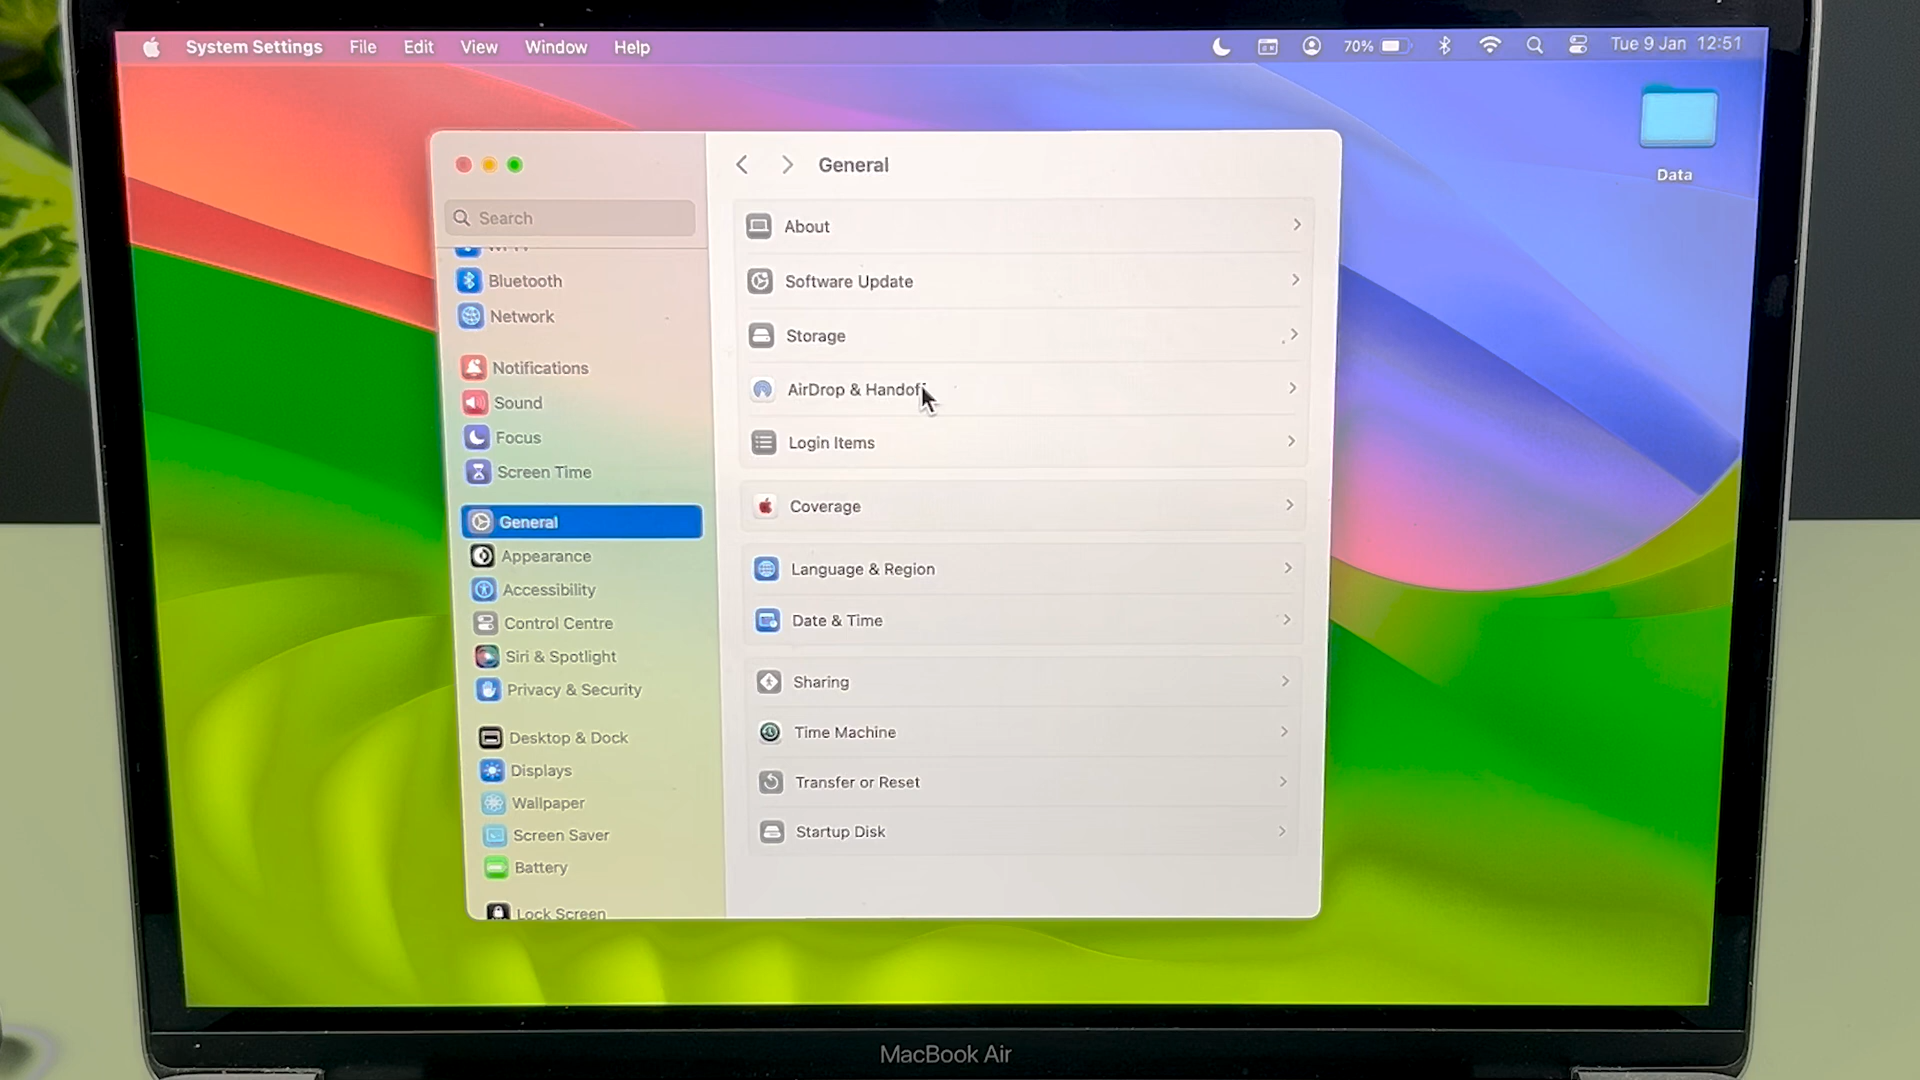 System Settings File Edit View Window Help 70% Tue 9 Jan 12:51
Data
General
Search
Wi-Fi
Bluetooth
Network
Notifications
Sound
Focus
Screen Time
General
Appearance
Accessibility
Control Centre
Siri & Spotlight
Privacy & Security
Desktop & Dock
Displays
Wallpaper
Screen Saver
Battery
Lock Screen
About
Software Update
Storage
AirDrop & Handoff
Login Items
Coverage
Language & Region
Date & Time
Sharing
Time Machine
Transfer or Reset
Startup Disk
MacBook Air